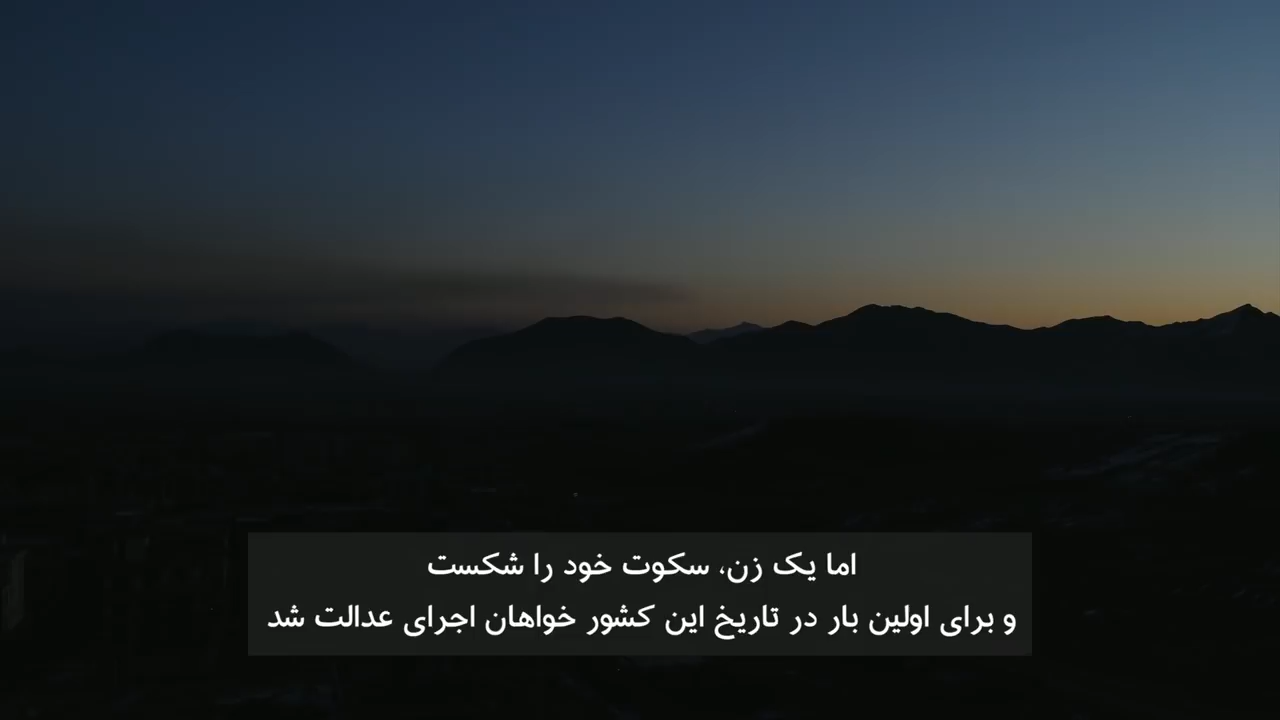 اما یک زن، سکوت خود را شکست
و برای اولین بار در تاریخ این کشور خواهان اجرای عدالت شد